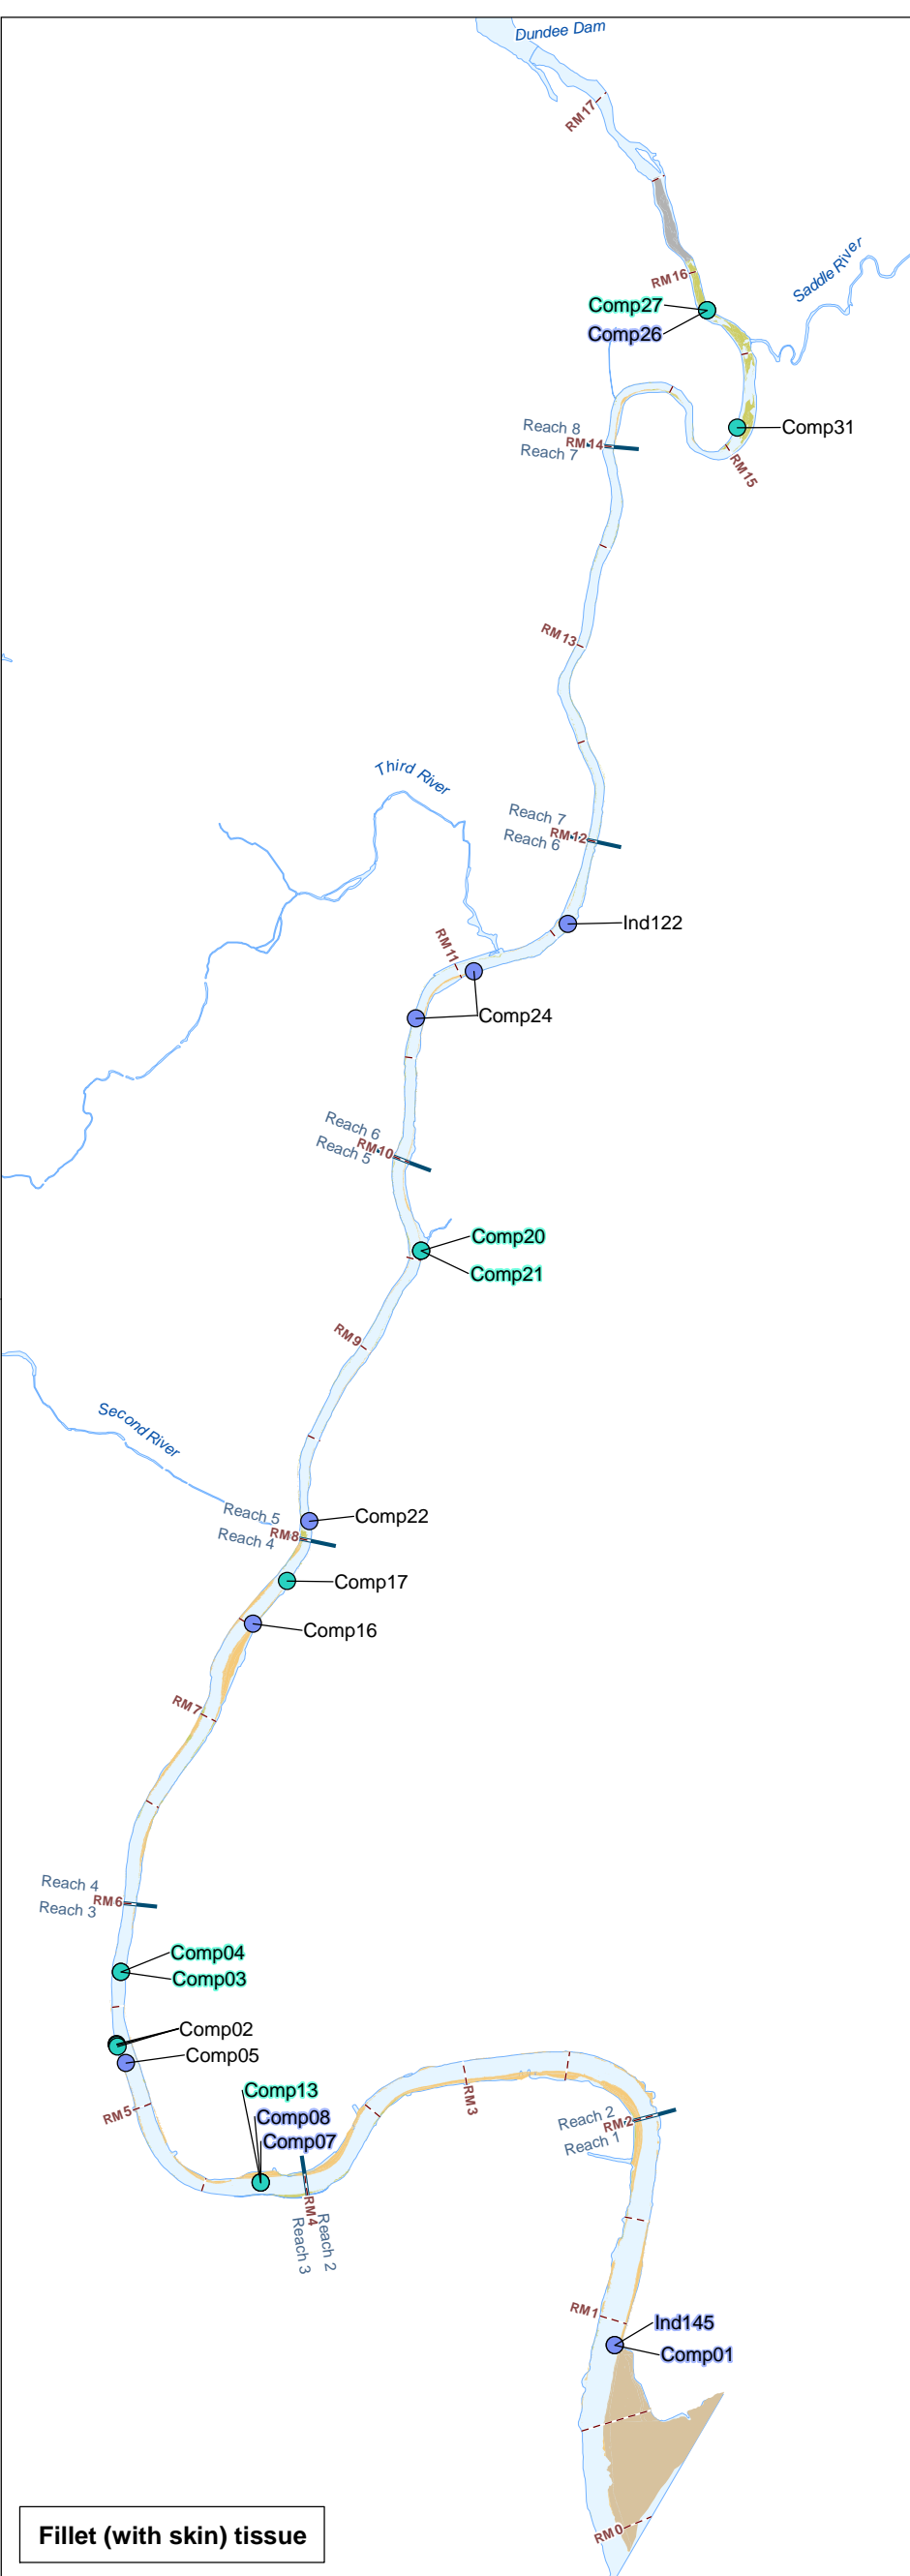 Dundee Dam
RM17
Saddle River
RM16
Comp27
Comp26
Reach 8
RM14
Reach 7
Comp31
RM15
RM13
Third River
Reach 7
RM12
Reach 6
Ind122
RM11
Comp24
Reach 6
RM10
Reach 5
Comp20
Comp21
RM9
Second River
Reach 5
RM8
Reach 4
Comp22
Comp17
Comp16
RM7
Reach 4
RM6
Reach 3
Comp04
Comp03
Comp02
Comp05
RM3
Comp13
RM5
Comp08
Comp07
Reach 2
RM2
Reach 1
RM4
Reach 2
Reach 3
RM1
Ind145
Comp01
RM0
Fillet (with skin) tissue